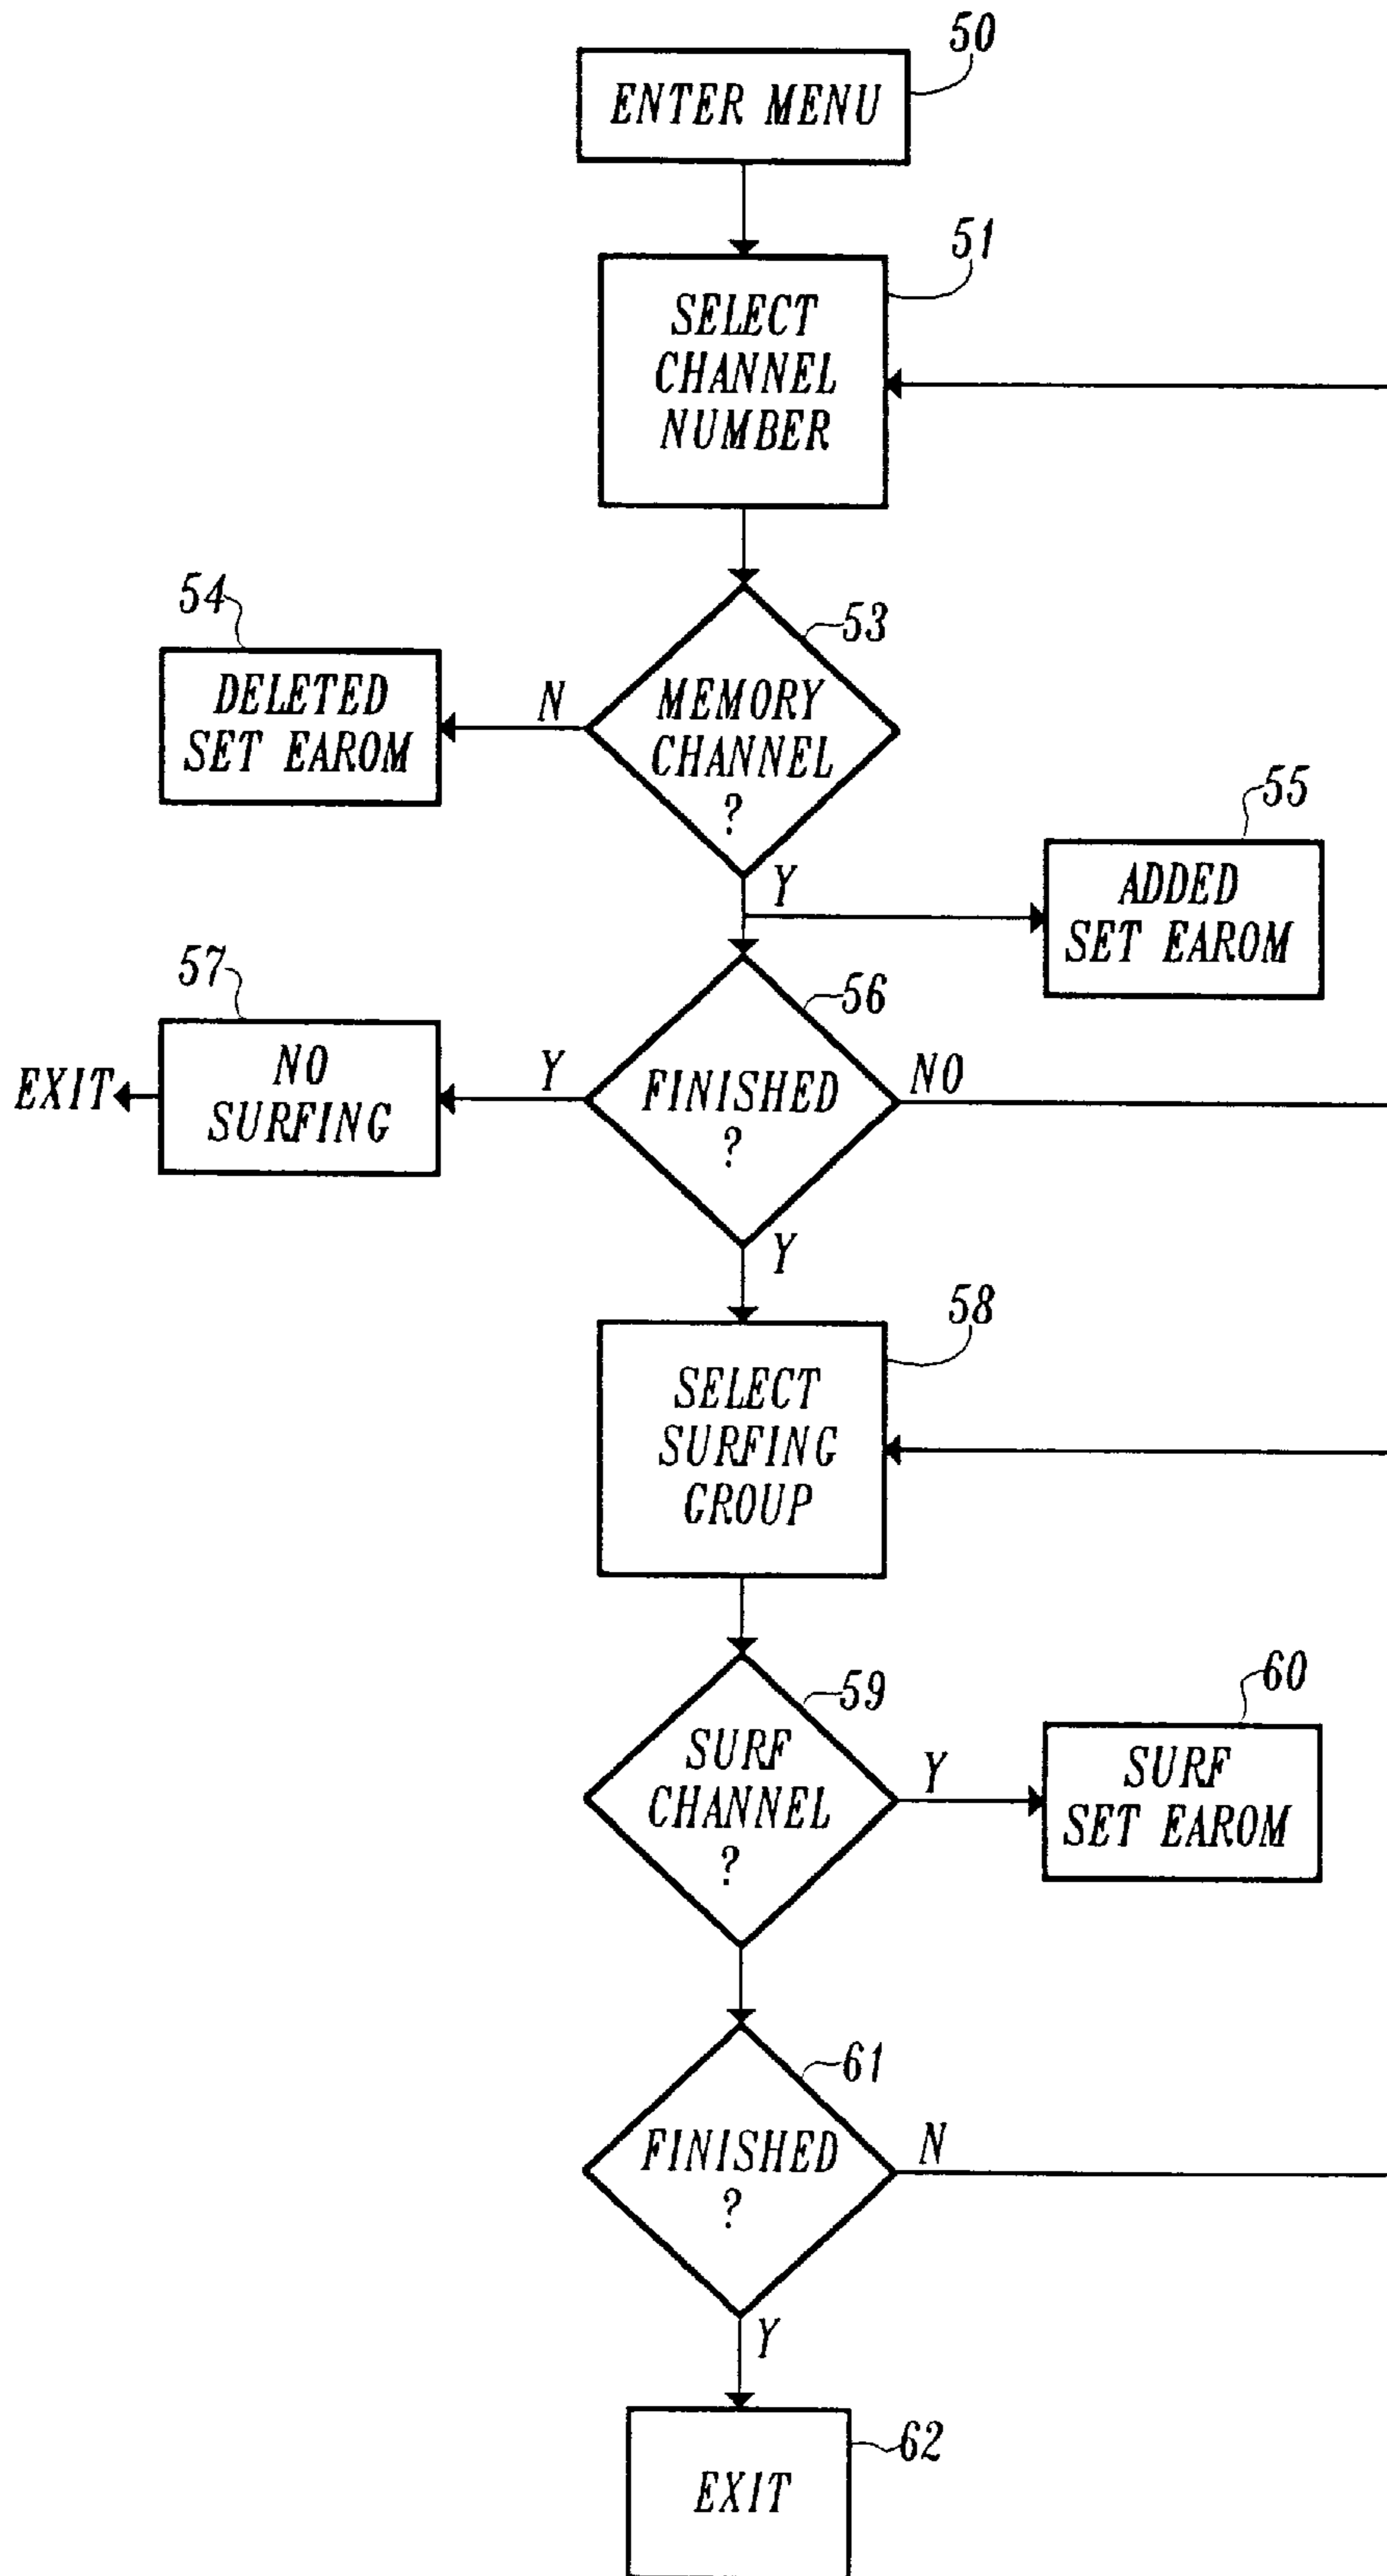 50
ENTER MENU
51
SELECT
CHANNEL
NUMBER
53
MEMORY
CHANNEL
?
N
54
DELETED
SET EAROM
Y
55
ADDED
SET EAROM
56
FINISHED
?
Y
NO
57
NO
SURFING
EXIT
Y
58
SELECT
SURFING
GROUP
59
SURF
CHANNEL
?
Y
60
SURF
SET EAROM
61
FINISHED
?
N
Y
62
EXIT